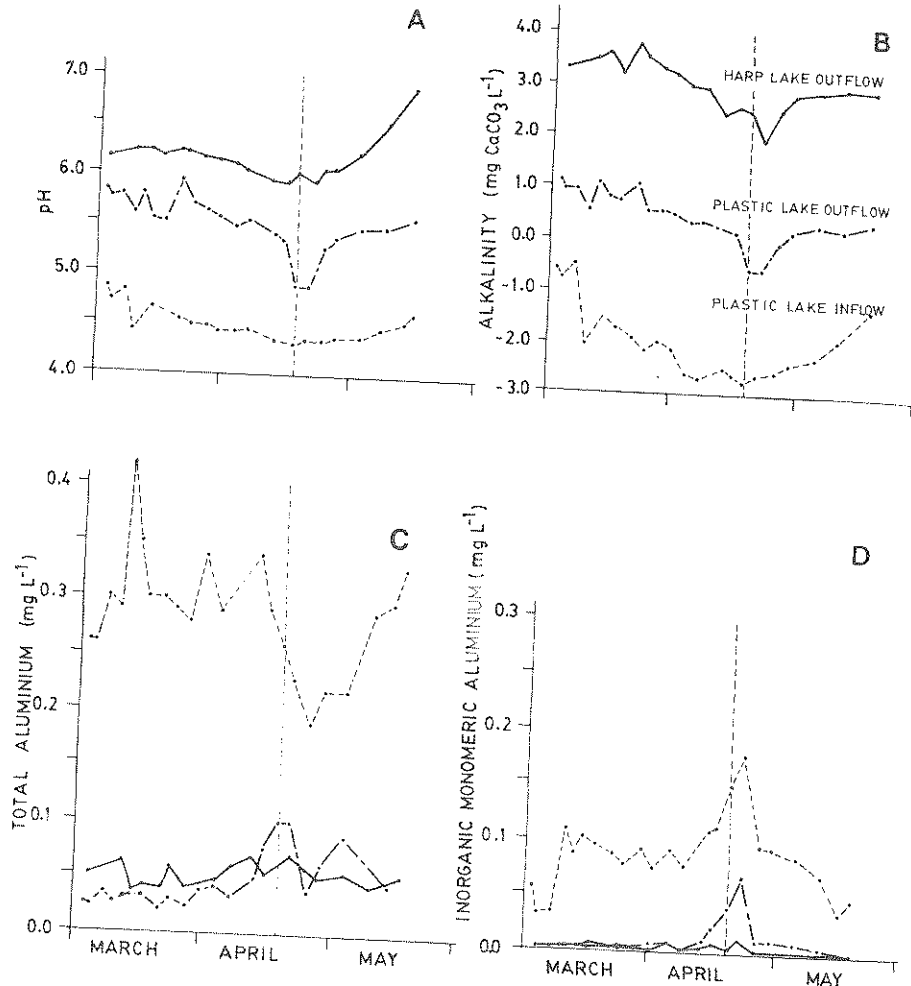 A
7.0
6.0
5.0
4.0
pH
B
4.0
3.0
2.0
1.0
0.0
-1.0
-2.0
-3.0
ALKALINITY (mg CaCO3 L-1)
HARP LAKE OUTFLOW
PLASTIC LAKE OUTFLOW
PLASTIC LAKE INFLOW
C
0.4
0.3
0.2
0.1
0.0
TOTAL ALUMINIUM (mg L-1)
MARCH APRIL MAY
D
0.3
0.2
0.1
0.0
INORGANIC MONOMERIC ALUMINIUM (mg L-1)
MARCH APRIL MAY